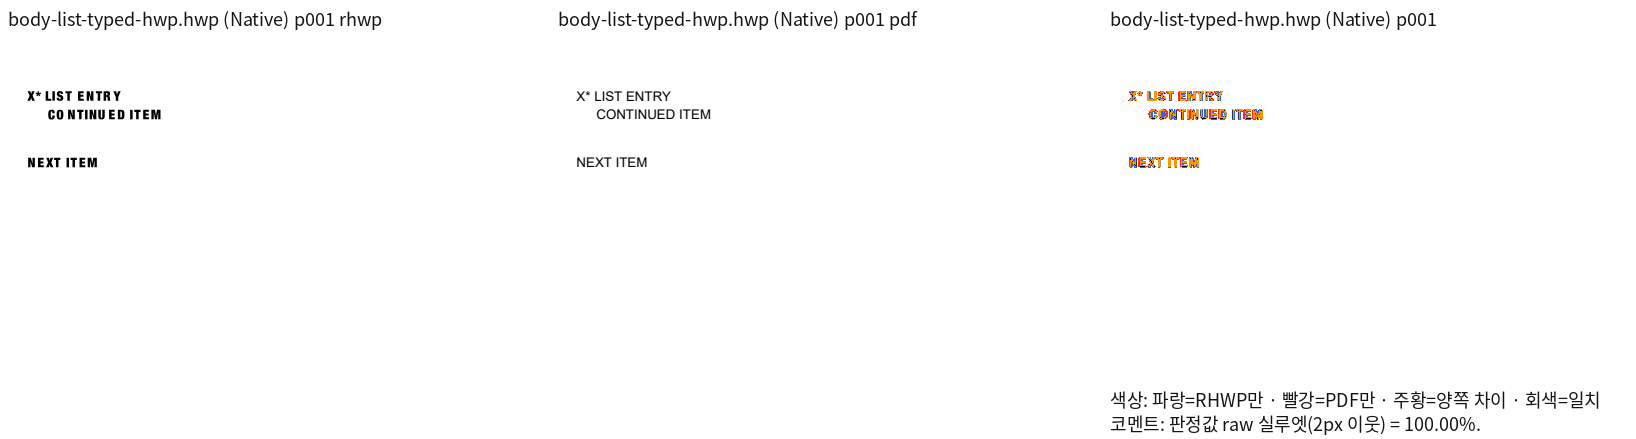 body-list-typed-hwp.hwp (Native) p001 rhwp
X* LIST ENTRY
CONTINUED ITEM
NEXT ITEM
body-list-typed-hwp.hwp (Native) p001 pdf
X* LIST ENTRY
CONTINUED ITEM
NEXT ITEM
body-list-typed-hwp.hwp (Native) p001
X* LIST ENTRY
CONTINUED ITEM
NEXT ITEM
색상: 파랑=RHWP만 · 빨강=PDF만 · 주황=양쪽 차이 · 회색=일치
코멘트: 판정값 raw 실루엣(2px 이웃) = 100.00%.